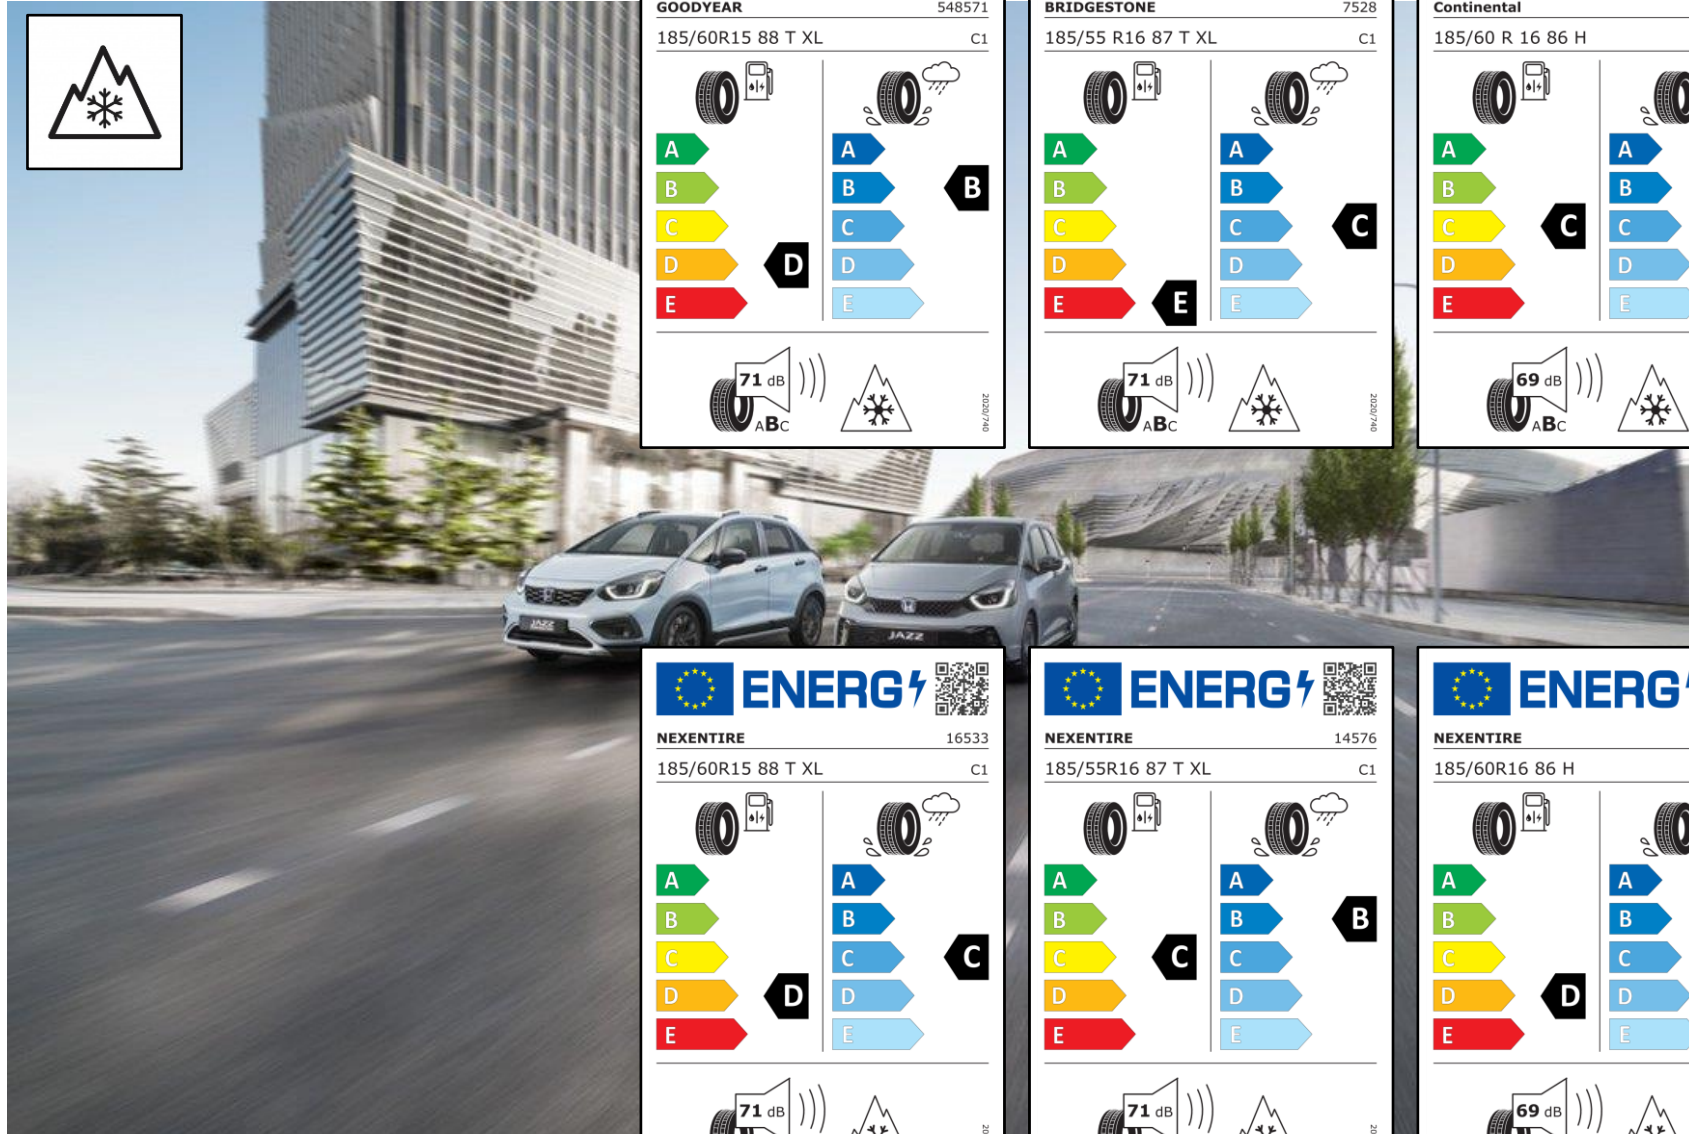 GOODYEAR 548571
185/60R15 88 T XL C1
A A
B B B
C C
D D D
E E
71 dB
ABC
2020/740
BRIDGESTONE 7528
185/55 R16 87 T XL C1
A A
B B
C C C
D D
E E E
71 dB
ABC
2020/740
Continental
185/60 R 16 86 H
A A
B B
C C C
D D
E E
69 dB
ABC
JAZZ
JAZZ
ENERG
NEXENTIRE 16533
185/60R15 88 T XL C1
A A
B B
C C C
D D D
E E
71 dB
ENERG
NEXENTIRE 14576
185/55R16 87 T XL C1
A A
B B B
C C C
D D
E E
71 dB
ENERG
NEXENTIRE
185/60R16 86 H
A A
B B
C C
D D D
E E
69 dB